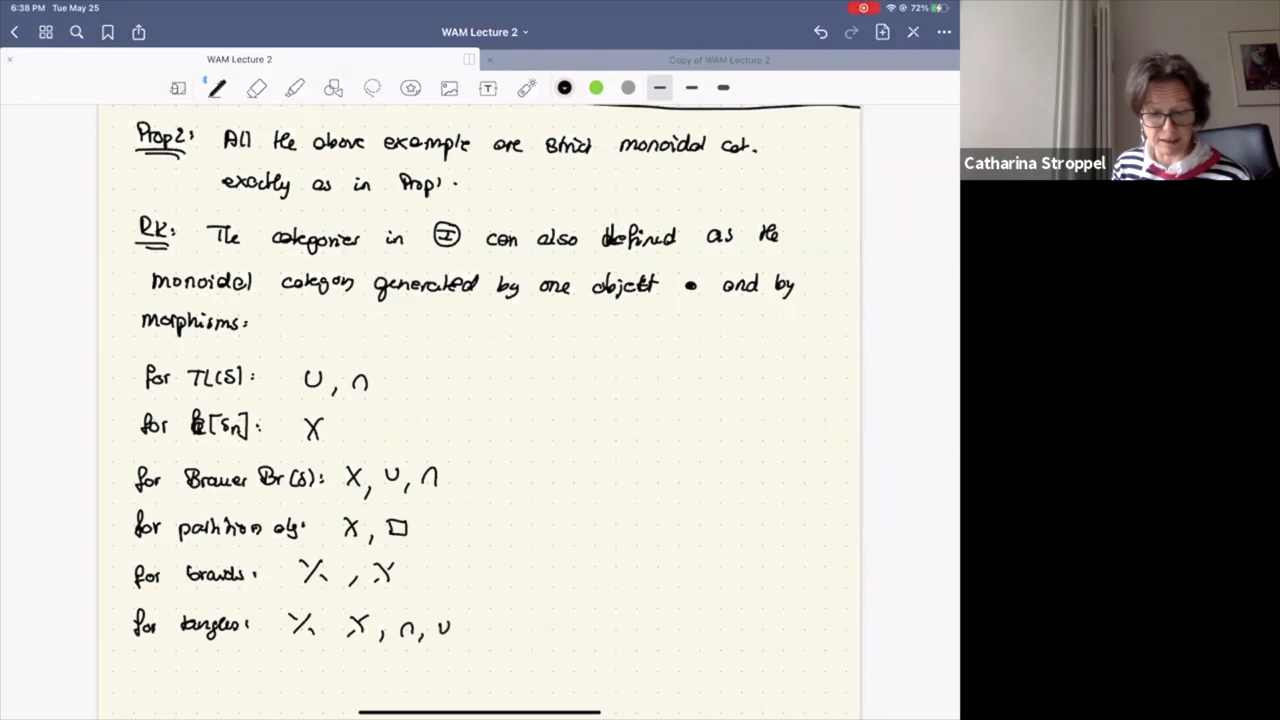 6:38 PM Tue May 25
72%
WAM Lecture 2
WAM Lecture 2
Copy of WAM Lecture 2
Catharina Stroppel
Prop 2: All the above example are strict monoidal cat.
exactly as in Prop 1.
RK: The categories in Ⓘ can also defined as the
monoidal category generated by one object • and by
morphisms:
for TL(δ): ∪, ∩
for k[Sn]: X
for Brauer Br(δ): X, ∪, ∩
for partition alg: X, □
for braids:
for tangles: ∩, ∪